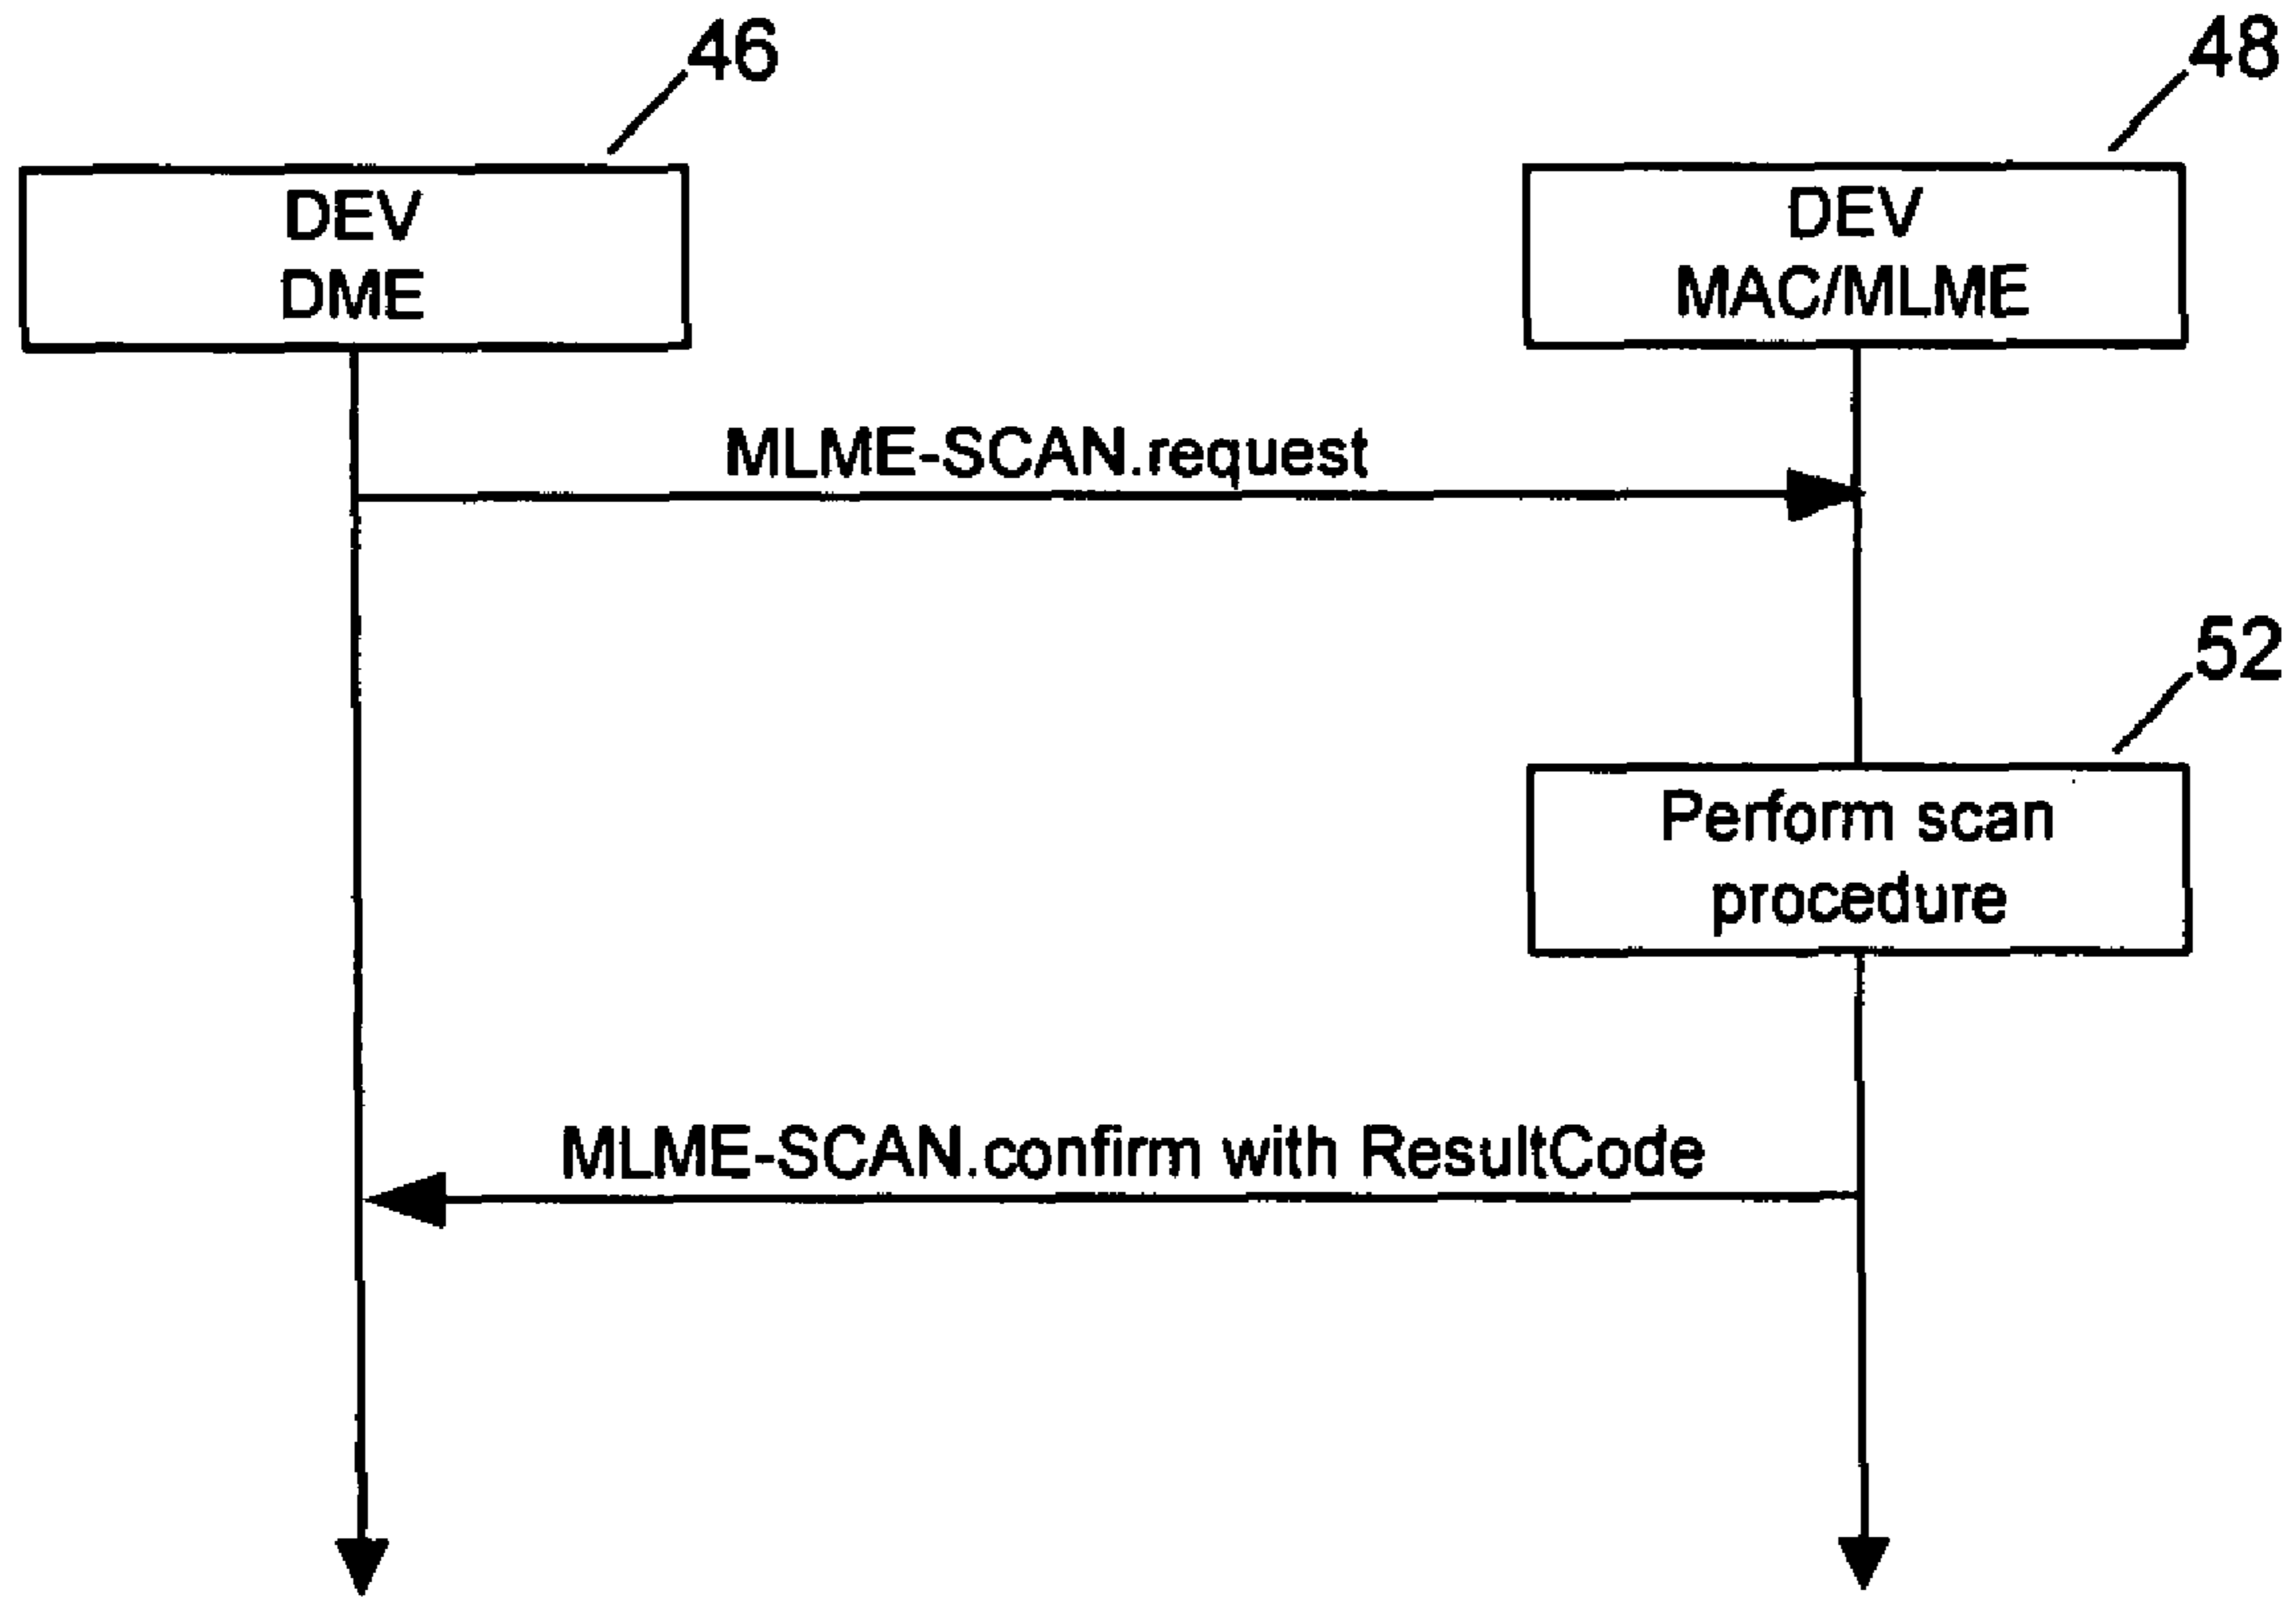 46
48
DEV
DME
DEV
MAC/MLME
MLME-SCAN.request
52
Perform scan
procedure
MLME-SCAN.confirm with ResultCode